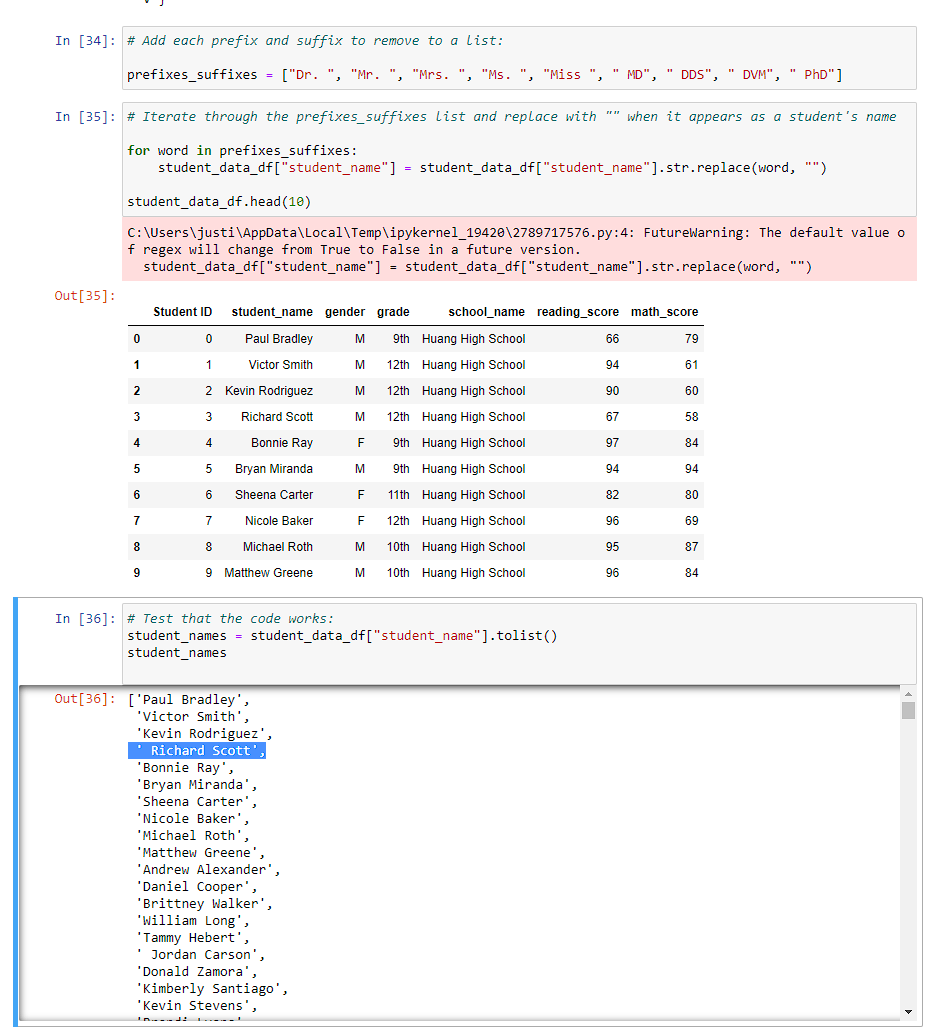 In [34]: # Add each prefix and suffix to remove to a list:
prefixes_suffixes = ["Dr. ", "Mr. ", "Mrs. ", "Ms. ", "Miss ", " MD", " DDS", " DVM", " PhD"]
In [35]: # Iterate through the prefixes_suffixes list and replace with "" when it appears as a student's name
for word in prefixes_suffixes:
    student_data_df["student_name"] = student_data_df["student_name"].str.replace(word, "")
student_data_df.head(10)
C:\Users\justi\AppData\Local\Temp\ipykernel_19420\2789717576.py:4: FutureWarning: The default value o
f regex will change from True to False in a future version.
  student_data_df["student_name"] = student_data_df["student_name"].str.replace(word, "")
Out[35]:
Student ID student_name gender grade school_name reading_score math_score
0 0 Paul Bradley M 9th Huang High School 66 79
1 1 Victor Smith M 12th Huang High School 94 61
2 2 Kevin Rodriguez M 12th Huang High School 90 60
3 3 Richard Scott M 12th Huang High School 67 58
4 4 Bonnie Ray F 9th Huang High School 97 84
5 5 Bryan Miranda M 9th Huang High School 94 94
6 6 Sheena Carter F 11th Huang High School 82 80
7 7 Nicole Baker F 12th Huang High School 96 69
8 8 Michael Roth M 10th Huang High School 95 87
9 9 Matthew Greene M 10th Huang High School 96 84
In [36]: # Test that the code works:
student_names = student_data_df["student_name"].tolist()
student_names
Out[36]: ['Paul Bradley',
 'Victor Smith',
 'Kevin Rodriguez',
 ' Richard Scott',
 'Bonnie Ray',
 'Bryan Miranda',
 'Sheena Carter',
 'Nicole Baker',
 'Michael Roth',
 'Matthew Greene',
 'Andrew Alexander',
 'Daniel Cooper',
 'Brittney Walker',
 'William Long',
 'Tammy Hebert',
 ' Jordan Carson',
 'Donald Zamora',
 'Kimberly Santiago',
 'Kevin Stevens',